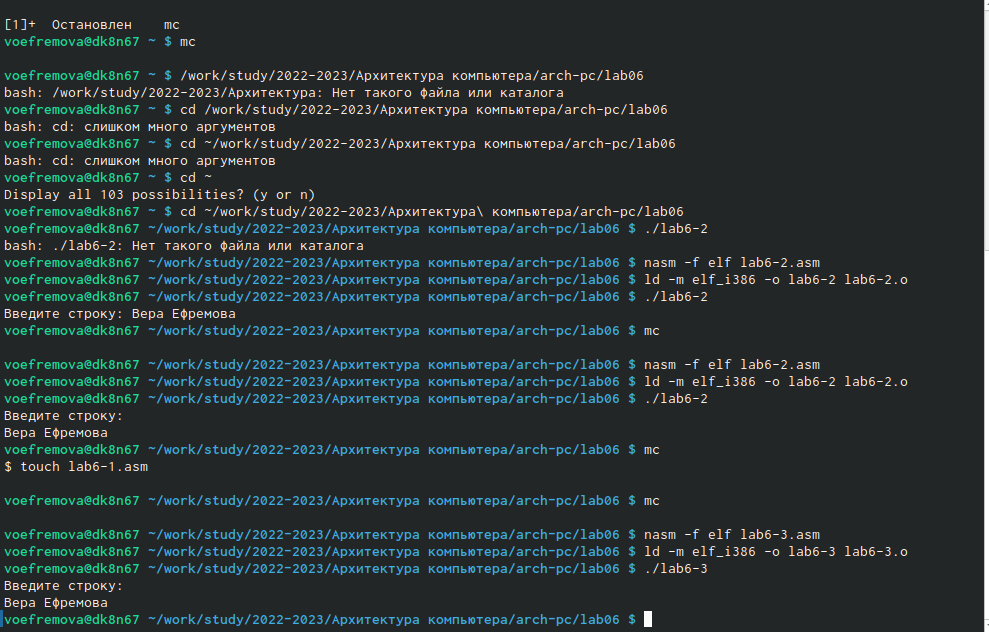 [1]+  Остановлен    mc
voefremova@dk8n67 ~ $ mc
voefremova@dk8n67 ~ $ /work/study/2022-2023/Архитектура компьютера/arch-pc/lab06
bash: /work/study/2022-2023/Архитектура: Нет такого файла или каталога
voefremova@dk8n67 ~ $ cd /work/study/2022-2023/Архитектура компьютера/arch-pc/lab06
bash: cd: слишком много аргументов
voefremova@dk8n67 ~ $ cd ~/work/study/2022-2023/Архитектура компьютера/arch-pc/lab06
bash: cd: слишком много аргументов
voefremova@dk8n67 ~ $ cd ~
Display all 103 possibilities? (y or n)
voefremova@dk8n67 ~ $ cd ~/work/study/2022-2023/Архитектура\ компьютера/arch-pc/lab06
voefremova@dk8n67 ~/work/study/2022-2023/Архитектура компьютера/arch-pc/lab06 $ ./lab6-2
bash: ./lab6-2: Нет такого файла или каталога
voefremova@dk8n67 ~/work/study/2022-2023/Архитектура компьютера/arch-pc/lab06 $ nasm -f elf lab6-2.asm
voefremova@dk8n67 ~/work/study/2022-2023/Архитектура компьютера/arch-pc/lab06 $ ld -m elf_i386 -o lab6-2 lab6-2.o
voefremova@dk8n67 ~/work/study/2022-2023/Архитектура компьютера/arch-pc/lab06 $ ./lab6-2
Введите строку: Вера Ефремова
voefremova@dk8n67 ~/work/study/2022-2023/Архитектура компьютера/arch-pc/lab06 $ mc
voefremova@dk8n67 ~/work/study/2022-2023/Архитектура компьютера/arch-pc/lab06 $ nasm -f elf lab6-2.asm
voefremova@dk8n67 ~/work/study/2022-2023/Архитектура компьютера/arch-pc/lab06 $ ld -m elf_i386 -o lab6-2 lab6-2.o
voefremova@dk8n67 ~/work/study/2022-2023/Архитектура компьютера/arch-pc/lab06 $ ./lab6-2
Введите строку:
Вера Ефремова
voefremova@dk8n67 ~/work/study/2022-2023/Архитектура компьютера/arch-pc/lab06 $ mc
$ touch lab6-1.asm
voefremova@dk8n67 ~/work/study/2022-2023/Архитектура компьютера/arch-pc/lab06 $ mc
voefremova@dk8n67 ~/work/study/2022-2023/Архитектура компьютера/arch-pc/lab06 $ nasm -f elf lab6-3.asm
voefremova@dk8n67 ~/work/study/2022-2023/Архитектура компьютера/arch-pc/lab06 $ ld -m elf_i386 -o lab6-3 lab6-3.o
voefremova@dk8n67 ~/work/study/2022-2023/Архитектура компьютера/arch-pc/lab06 $ ./lab6-3
Введите строку:
Вера Ефремова
voefremova@dk8n67 ~/work/study/2022-2023/Архитектура компьютера/arch-pc/lab06 $